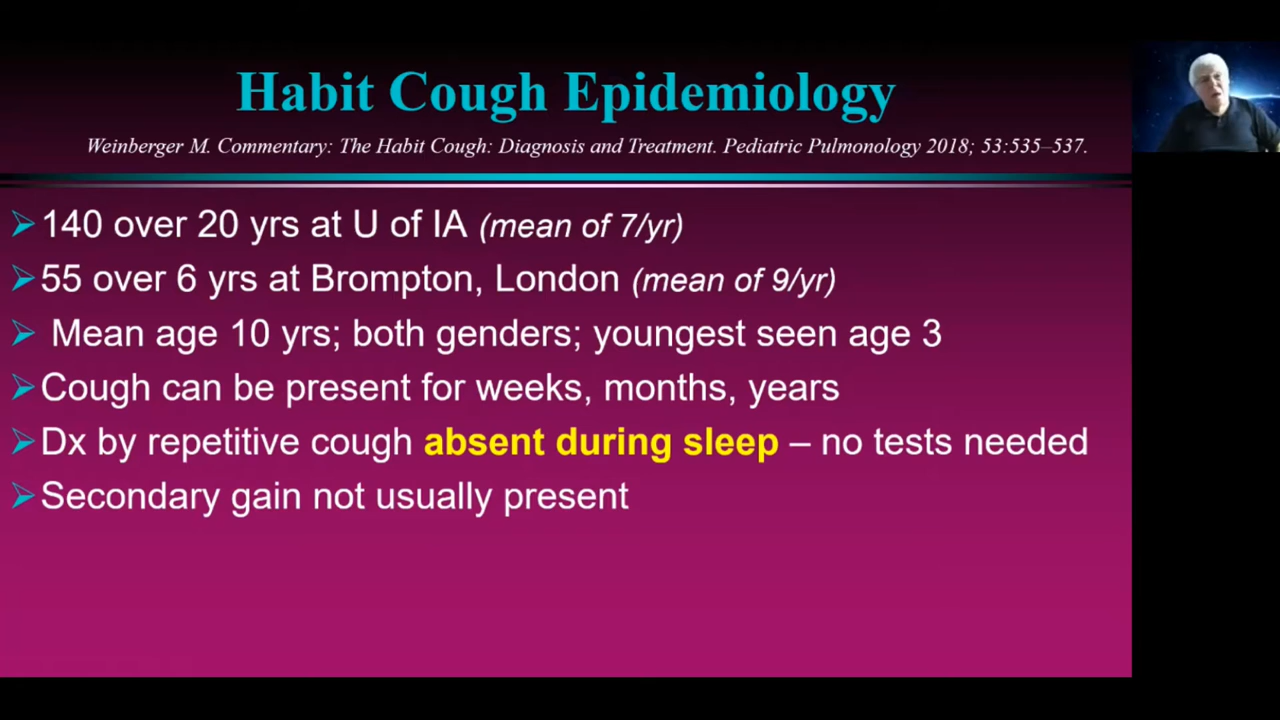 Habit Cough Epidemiology
Weinberger M. Commentary: The Habit Cough: Diagnosis and Treatment. Pediatric Pulmonology 2018; 53:535–537.
➢140 over 20 yrs at U of IA (mean of 7/yr)
➢55 over 6 yrs at Brompton, London (mean of 9/yr)
➢ Mean age 10 yrs; both genders; youngest seen age 3
➢Cough can be present for weeks, months, years
➢Dx by repetitive cough absent during sleep – no tests needed
➢Secondary gain not usually present